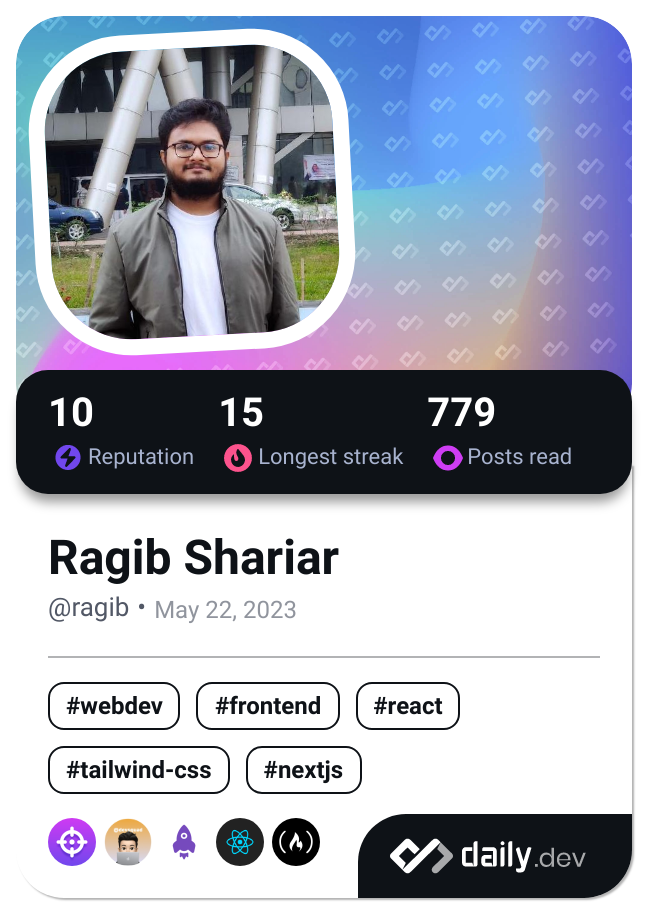 10 15 779
Reputation Longest streak Posts read
Ragib Shariar
@ragib • May 22, 2023
#webdev #frontend #react
#tailwind-css #nextjs
daily.dev